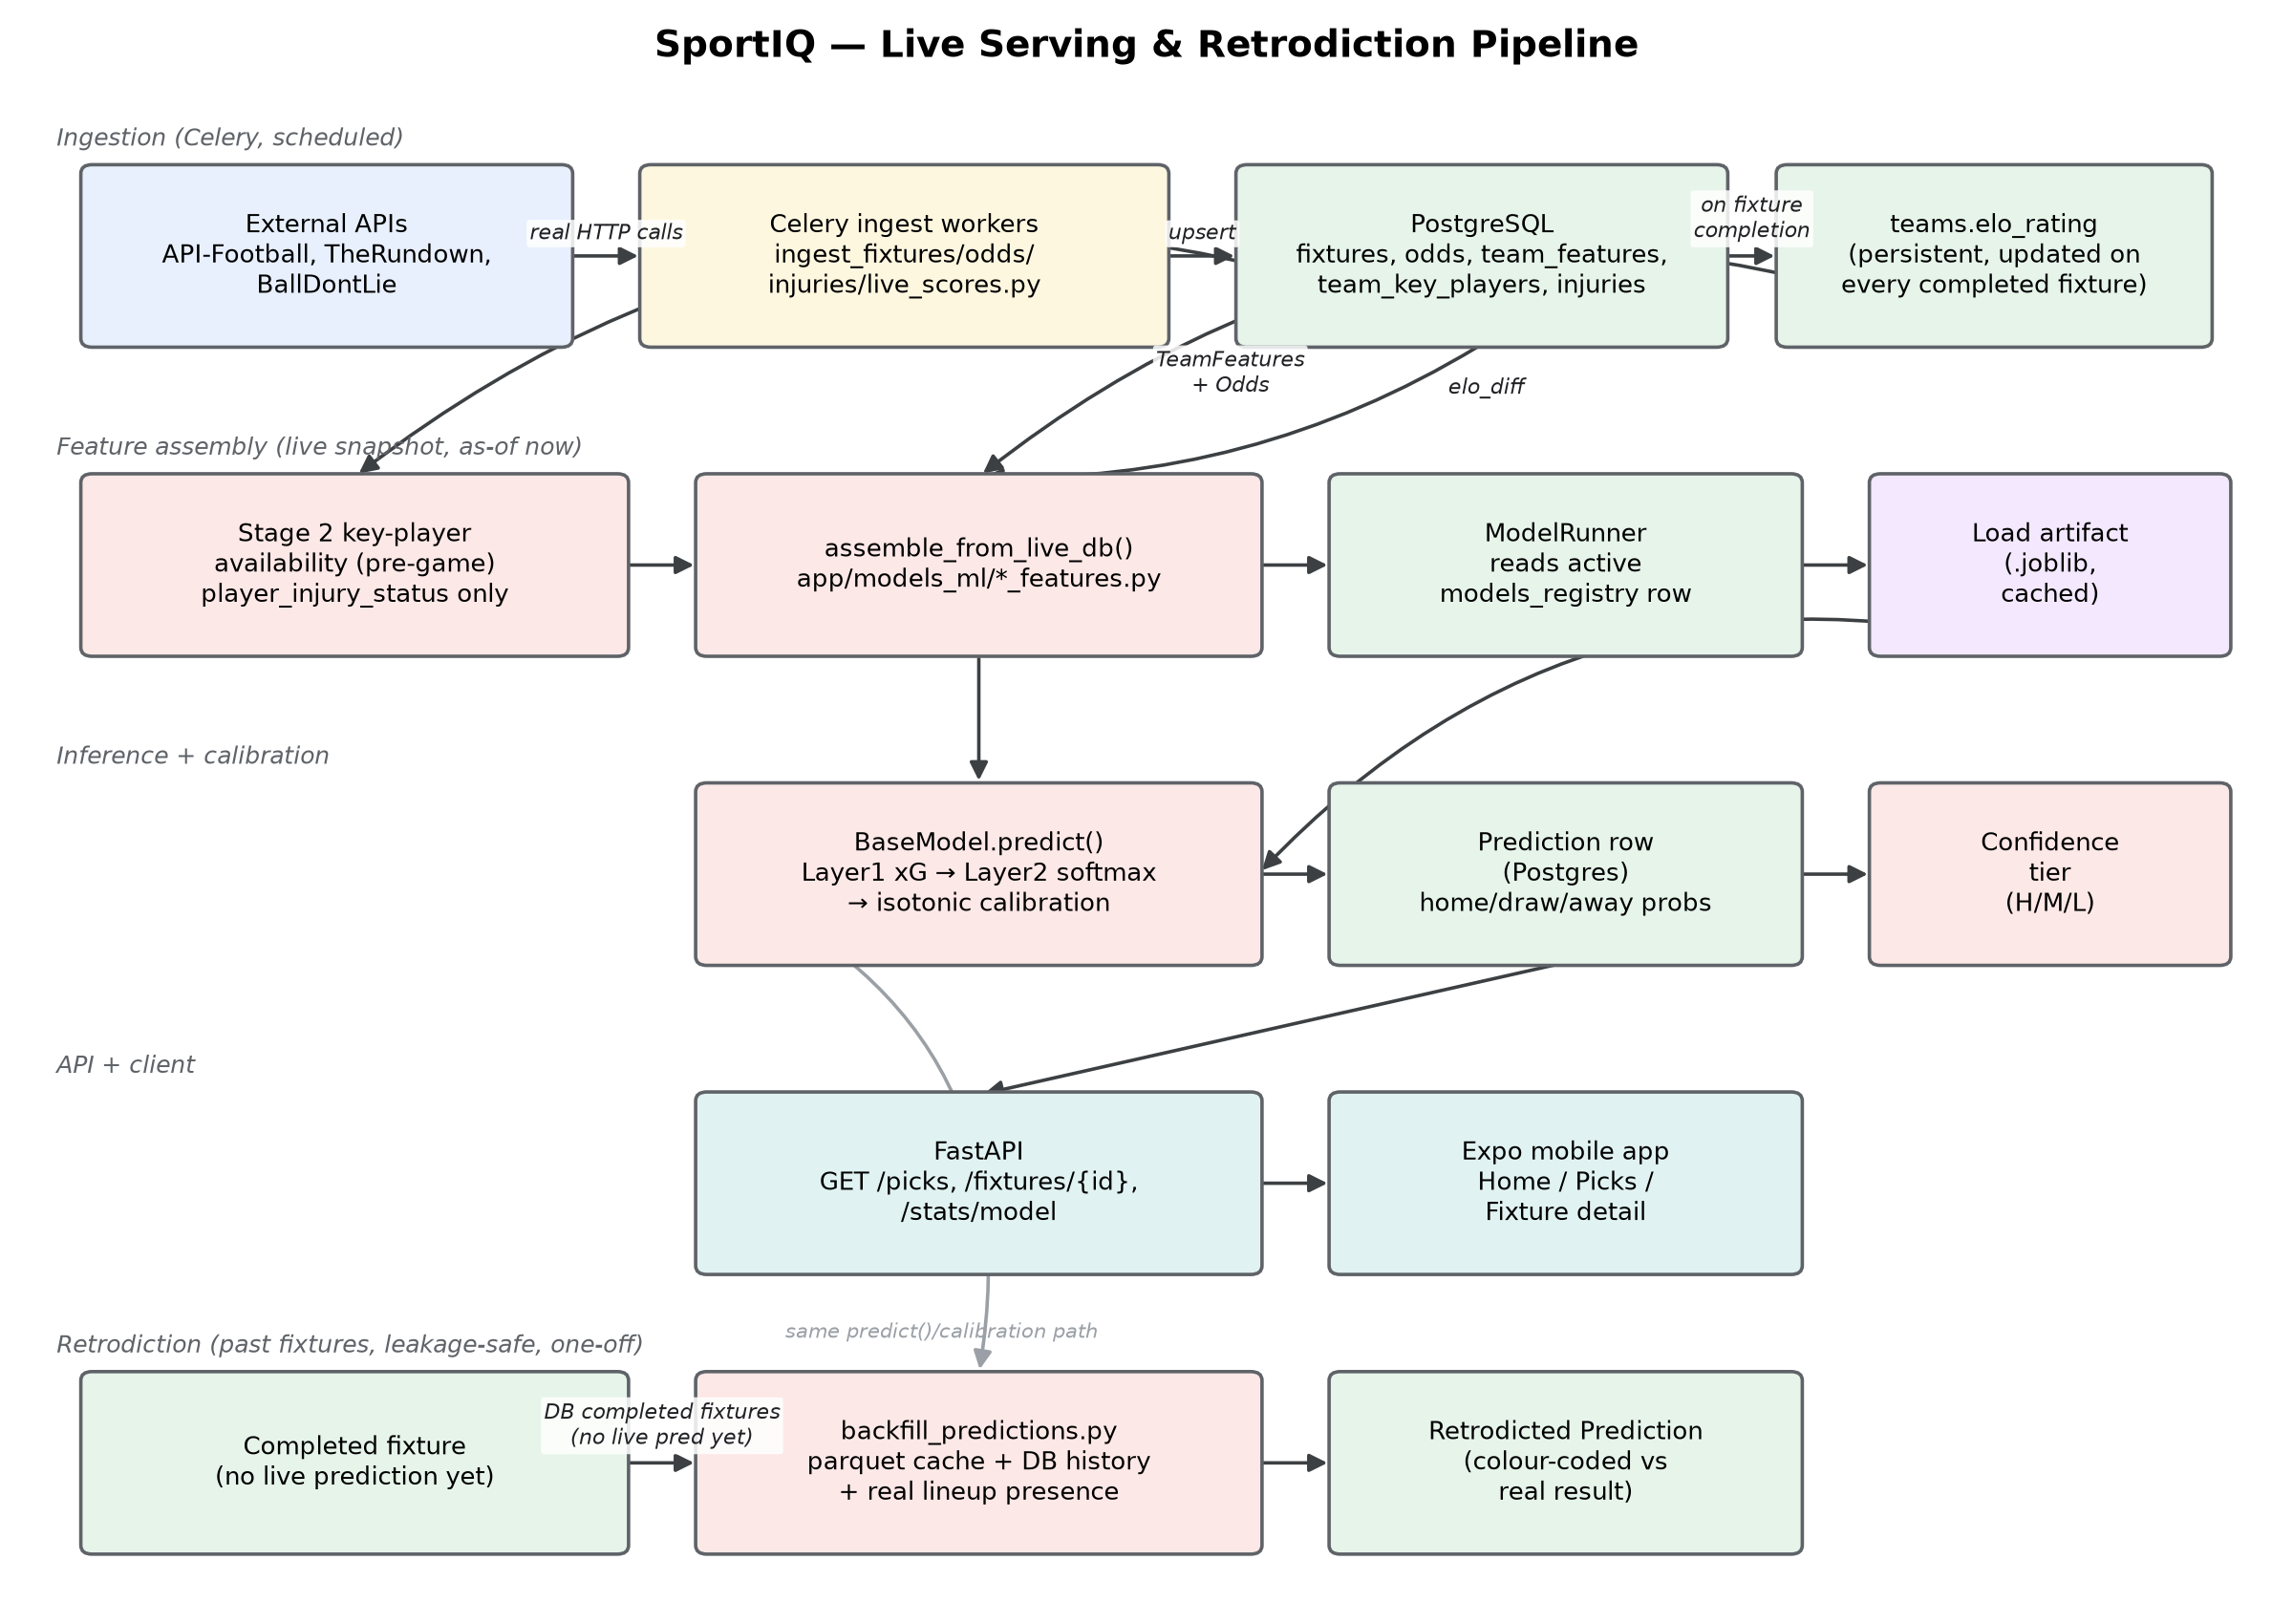 SportIQ — Live Serving & Retrodiction Pipeline
Ingestion (Celery, scheduled)
External APIs
API-Football, TheRundown,
BallDontLie
real HTTP calls
Celery ingest workers
ingest_fixtures/odds/
injuries/live_scores.py
upsert
PostgreSQL
fixtures, odds, team_features,
team_key_players, injuries
on fixture
completion
teams.elo_rating
(persistent, updated on
every completed fixture)
TeamFeatures
+ Odds
elo_diff
Feature assembly (live snapshot, as-of now)
Stage 2 key-player
availability (pre-game)
player_injury_status only
assemble_from_live_db()
app/models_ml/*_features.py
ModelRunner
reads active
models_registry row
Load artifact
(.joblib,
cached)
Inference + calibration
BaseModel.predict()
Layer1 xG → Layer2 softmax
→ isotonic calibration
Prediction row
(Postgres)
home/draw/away probs
Confidence
tier
(H/M/L)
API + client
FastAPI
GET /picks, /fixtures/{id},
/stats/model
Expo mobile app
Home / Picks /
Fixture detail
same predict()/calibration path
Retrodiction (past fixtures, leakage-safe, one-off)
Completed fixture
(no live prediction yet)
DB completed fixtures
(no live pred yet)
backfill_predictions.py
parquet cache + DB history
+ real lineup presence
Retrodicted Prediction
(colour-coded vs
real result)